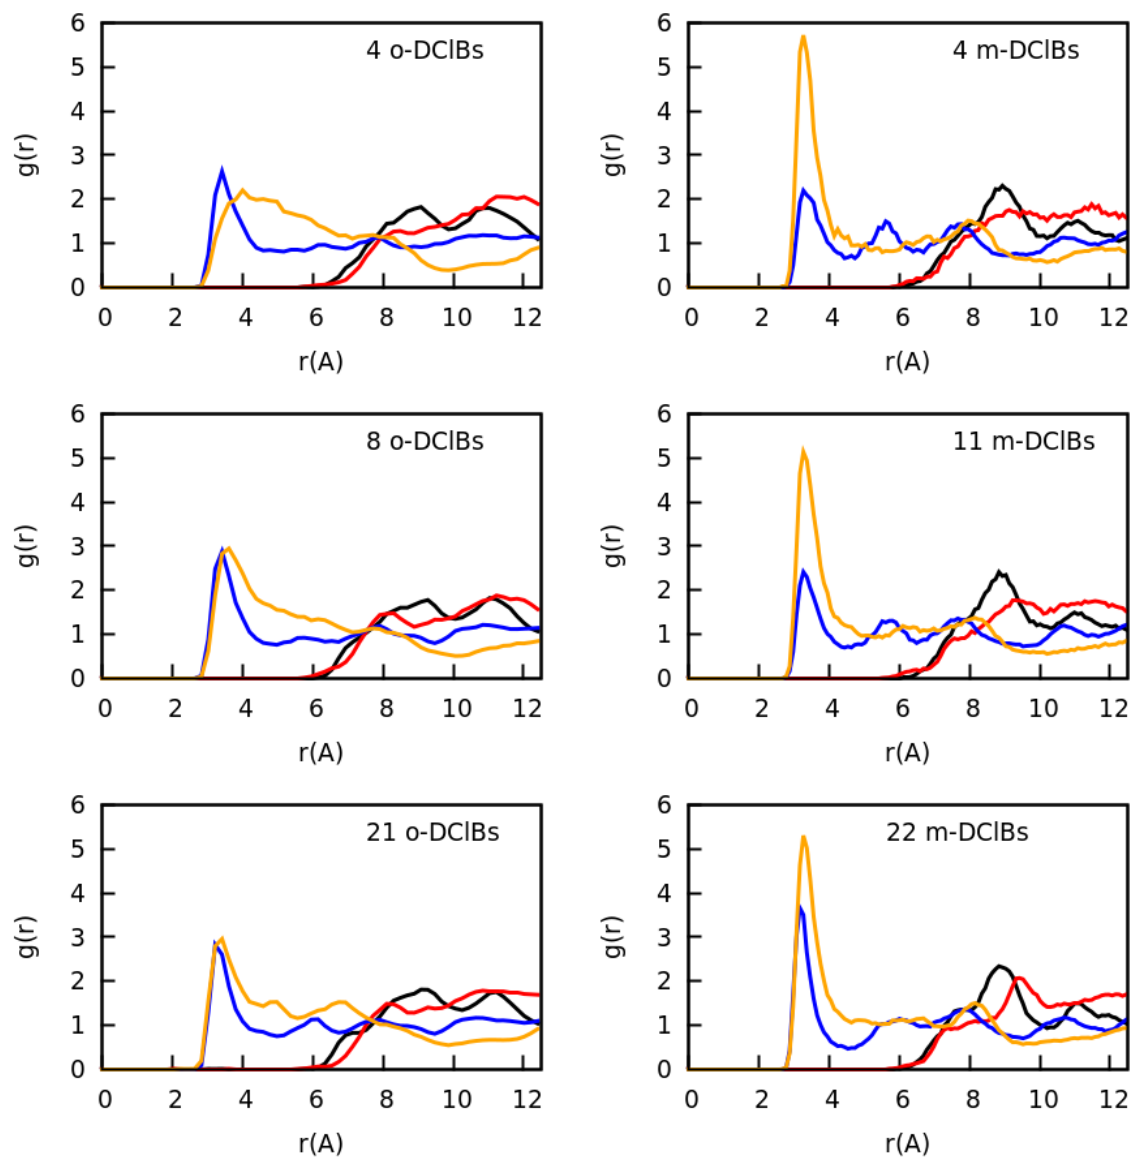 6 5 4 3 2 1 0
g(r)
4 o-DClBs
0 2 4 6 8 10 12
r(A)
6 5 4 3 2 1 0
g(r)
4 m-DClBs
0 2 4 6 8 10 12
r(A)
6 5 4 3 2 1 0
g(r)
8 o-DClBs
0 2 4 6 8 10 12
r(A)
6 5 4 3 2 1 0
g(r)
11 m-DClBs
0 2 4 6 8 10 12
r(A)
6 5 4 3 2 1 0
g(r)
21 o-DClBs
0 2 4 6 8 10 12
r(A)
6 5 4 3 2 1 0
g(r)
22 m-DClBs
0 2 4 6 8 10 12
r(A)